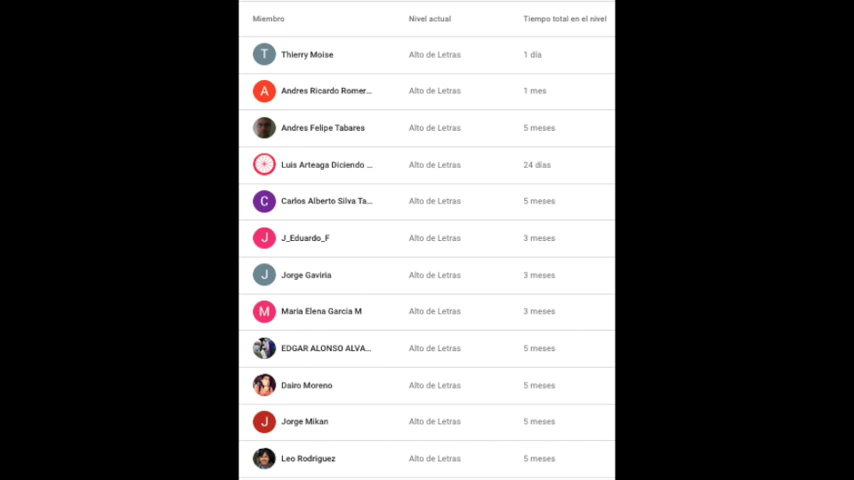 Miembro Nivel actual Tiempo total en el nivel
T Thierry Moise Alto de Letras 1 día
A Andres Ricardo Romer... Alto de Letras 1 mes
Andres Felipe Tabares Alto de Letras 5 meses
Luis Arteaga Diciendo ... Alto de Letras 24 días
C Carlos Alberto Silva Ta... Alto de Letras 5 meses
J J_Eduardo_F Alto de Letras 3 meses
J Jorge Gaviria Alto de Letras 3 meses
M Maria Elena Garcia M Alto de Letras 3 meses
EDGAR ALONSO ALVA... Alto de Letras 5 meses
Dairo Moreno Alto de Letras 5 meses
J Jorge Mikan Alto de Letras 5 meses
Leo Rodriguez Alto de Letras 5 meses